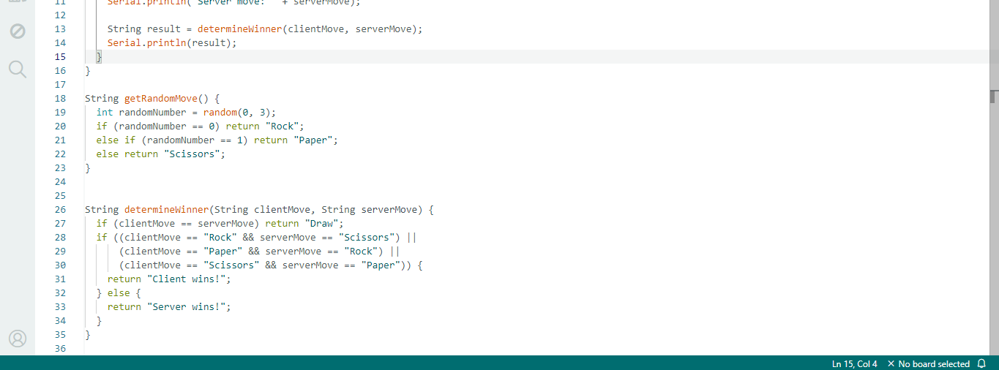 11 Serial.println("Server move: " + serverMove);
12
13 String result = determineWinner(clientMove, serverMove);
14 Serial.println(result);
15 }
16 }
17
18 String getRandomMove() {
19 int randomNumber = random(0, 3);
20 if (randomNumber == 0) return "Rock";
21 else if (randomNumber == 1) return "Paper";
22 else return "Scissors";
23 }
24
25
26 String determineWinner(String clientMove, String serverMove) {
27 if (clientMove == serverMove) return "Draw";
28 if ((clientMove == "Rock" && serverMove == "Scissors") ||
29 (clientMove == "Paper" && serverMove == "Rock") ||
30 (clientMove == "Scissors" && serverMove == "Paper")) {
31 return "Client wins!";
32 } else {
33 return "Server wins!";
34 }
35 }
36
Ln 15, Col 4 × No board selected